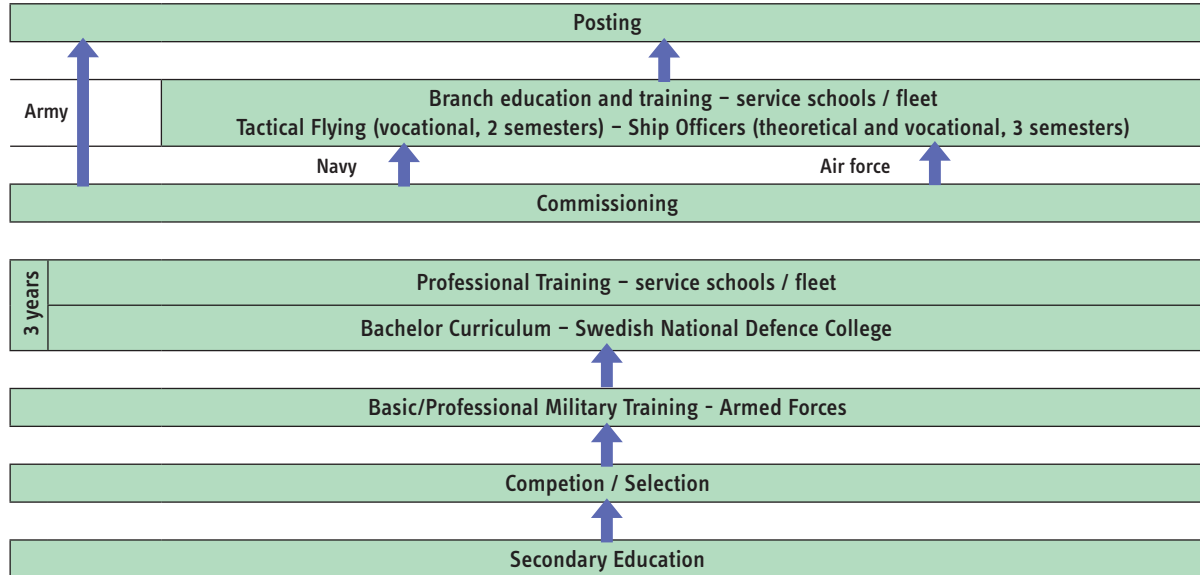 Posting
Army
Branch education and training – service schools / fleet
Tactical Flying (vocational, 2 semesters) – Ship Officers (theoretical and vocational, 3 semesters)
Navy
Air force
Commissioning
3 years
Professional Training – service schools / fleet
Bachelor Curriculum – Swedish National Defence College
Basic/Professional Military Training - Armed Forces
Competion / Selection
Secondary Education